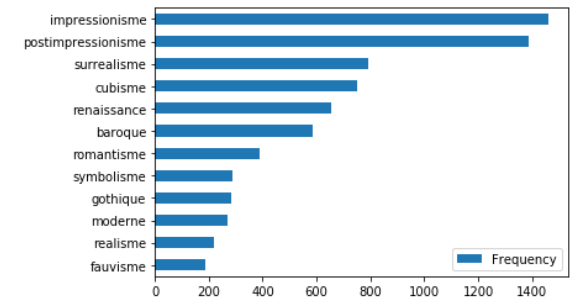 impressionisme
postimpressionisme
surrealisme
cubisme
renaissance
baroque
romantisme
symbolisme
gothique
moderne
realisme
fauvisme
Frequency
0 200 400 600 800 1000 1200 1400